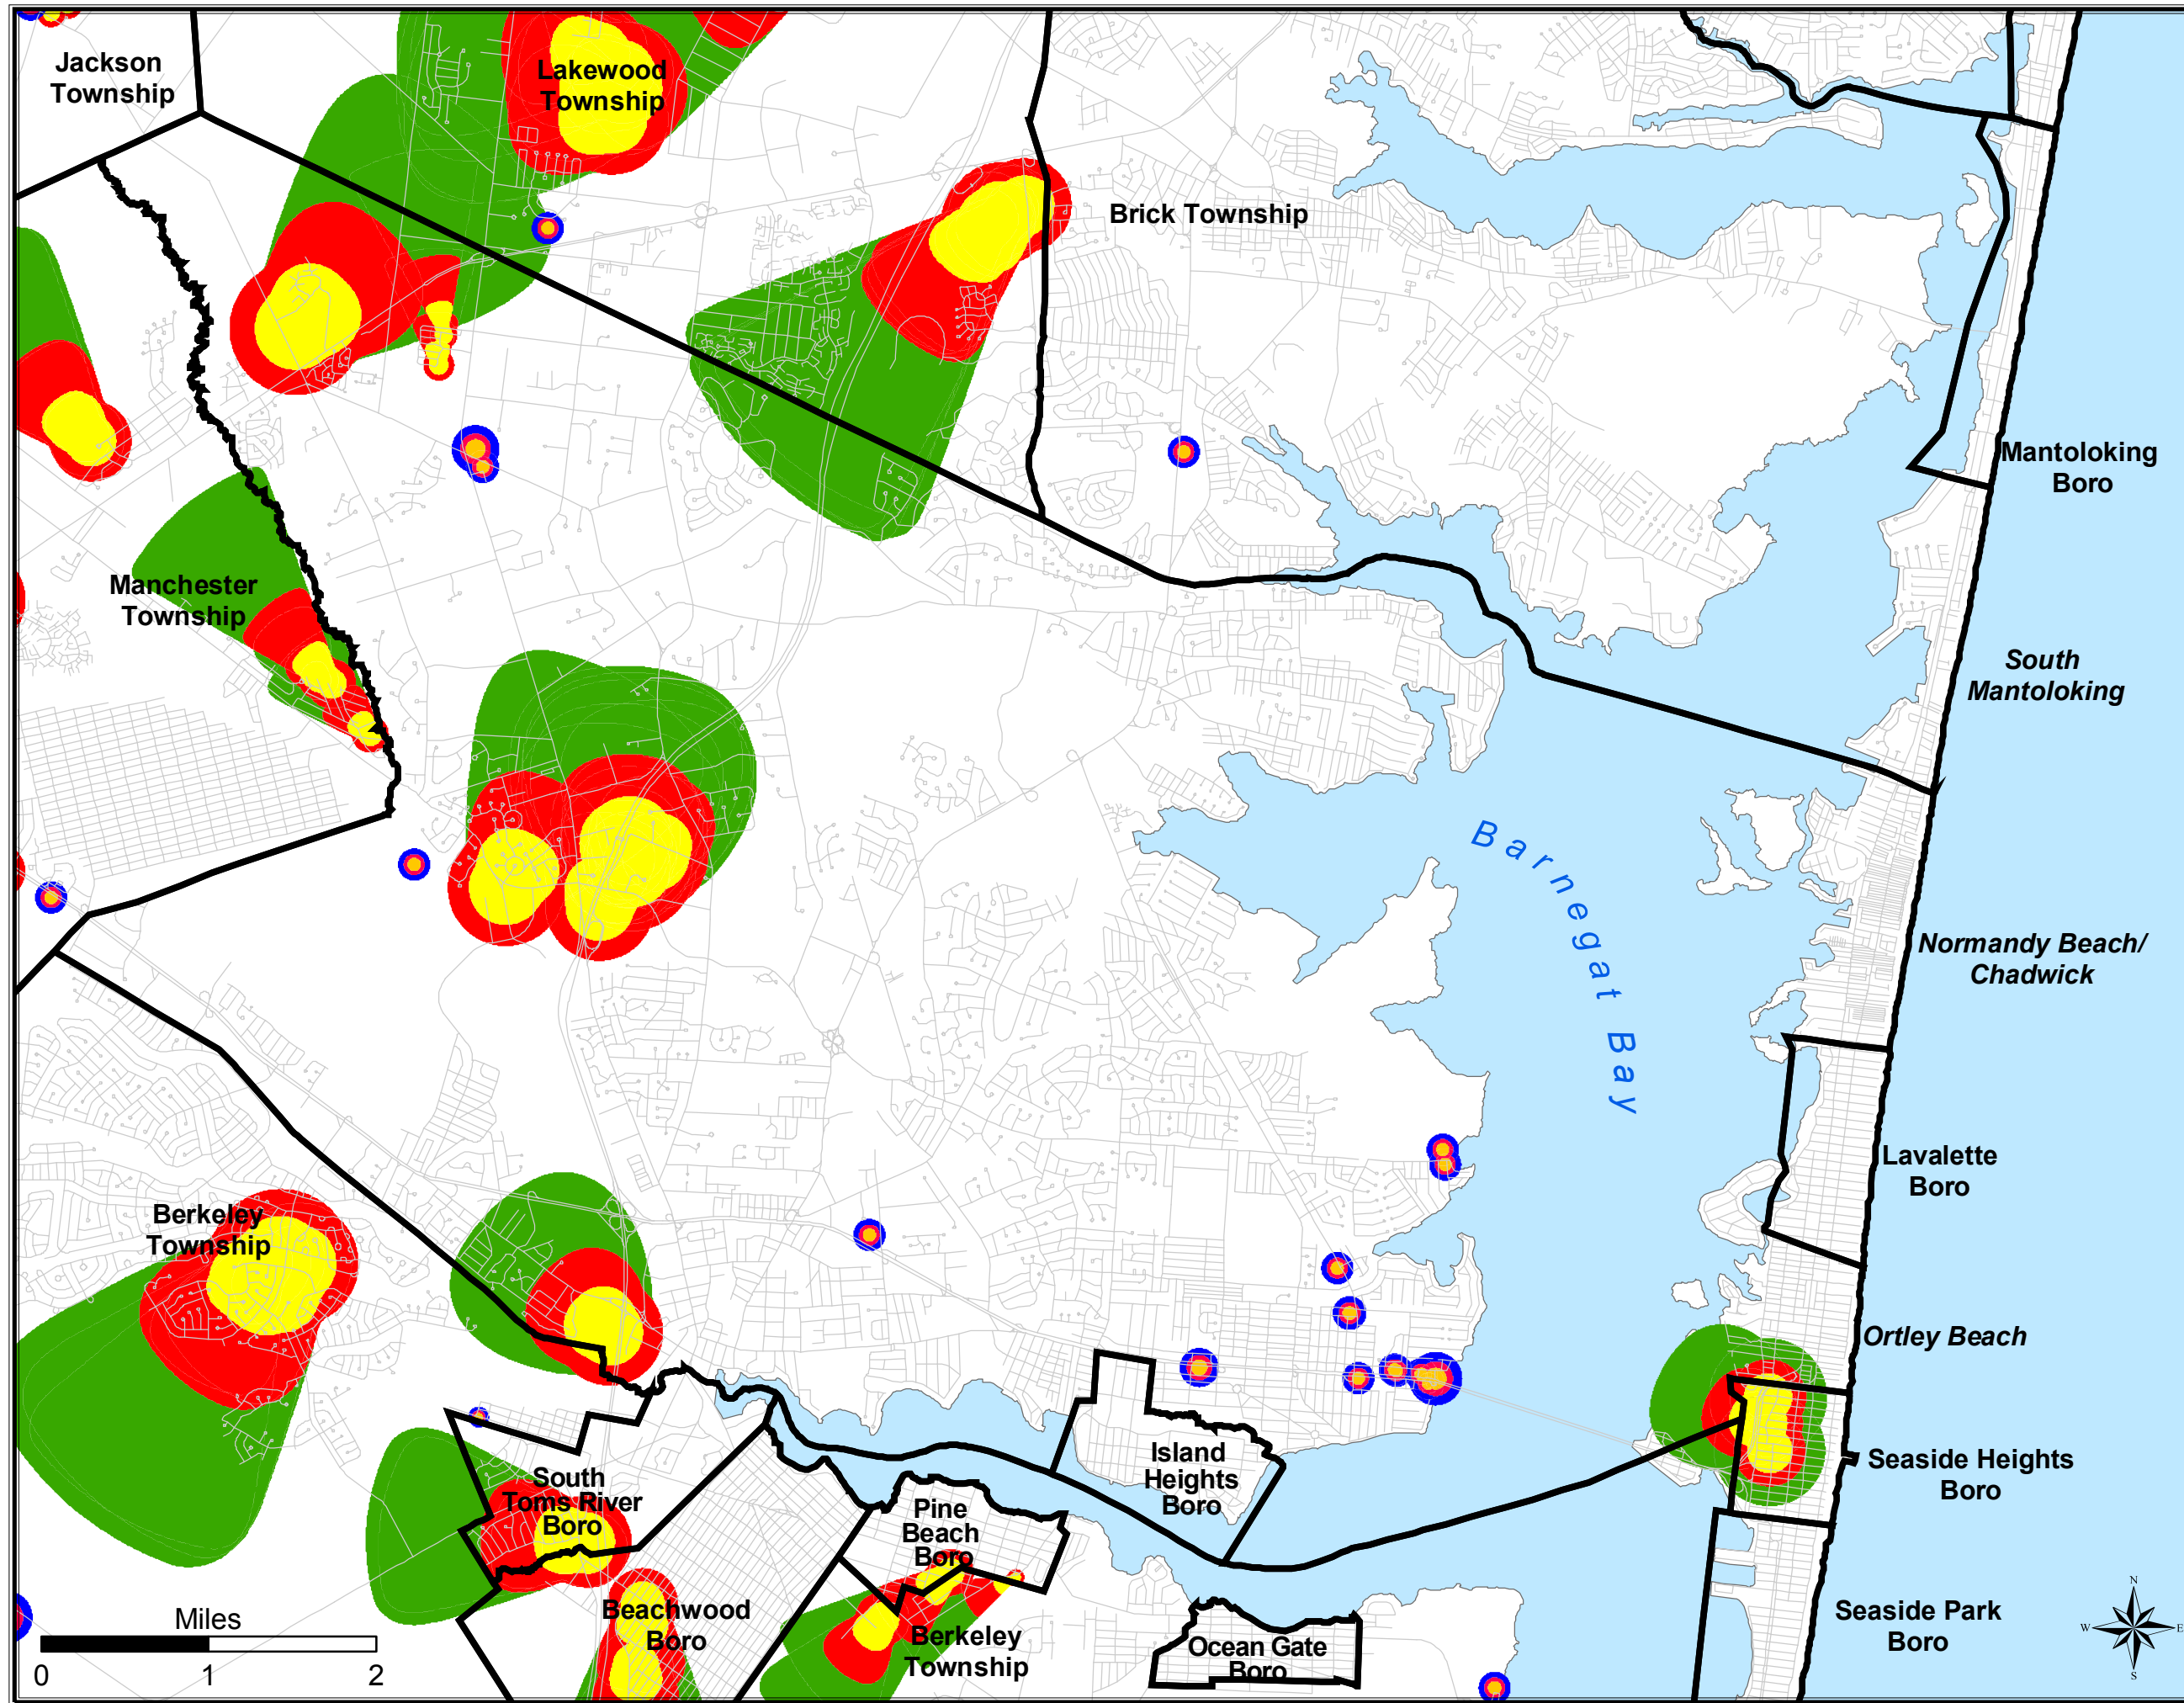 Jackson
Township
Lakewood
Township
Brick Township
Mantoloking
Boro
Manchester
Township
South
Mantoloking
Barnegat Bay
Normandy Beach/
Chadwick
Lavalette
Boro
Berkeley
Township
Ortley Beach
Island
Heights
Boro
Seaside Heights
Boro
South
Toms River
Boro
Pine
Beach
Boro
Beachwood
Boro
Berkeley
Township
Ocean Gate
Boro
Seaside Park
Boro
Miles
0 1 2
N
W E
S